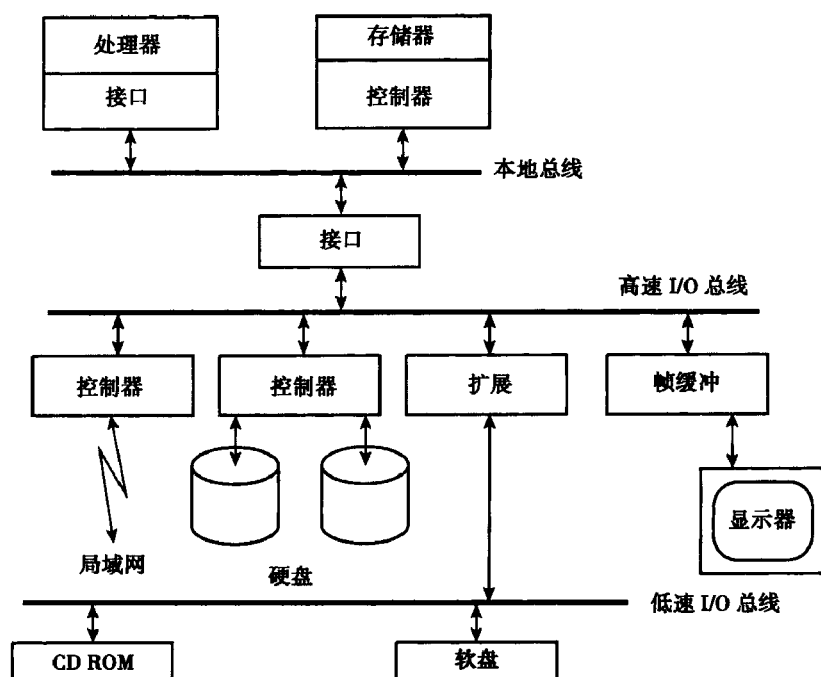 处理器
存储器
接口
控制器
本地总线
接口
高速 I/O 总线
控制器
控制器
扩展
帧缓冲
显示器
局域网
硬盘
低速 I/O 总线
CD ROM
软盘